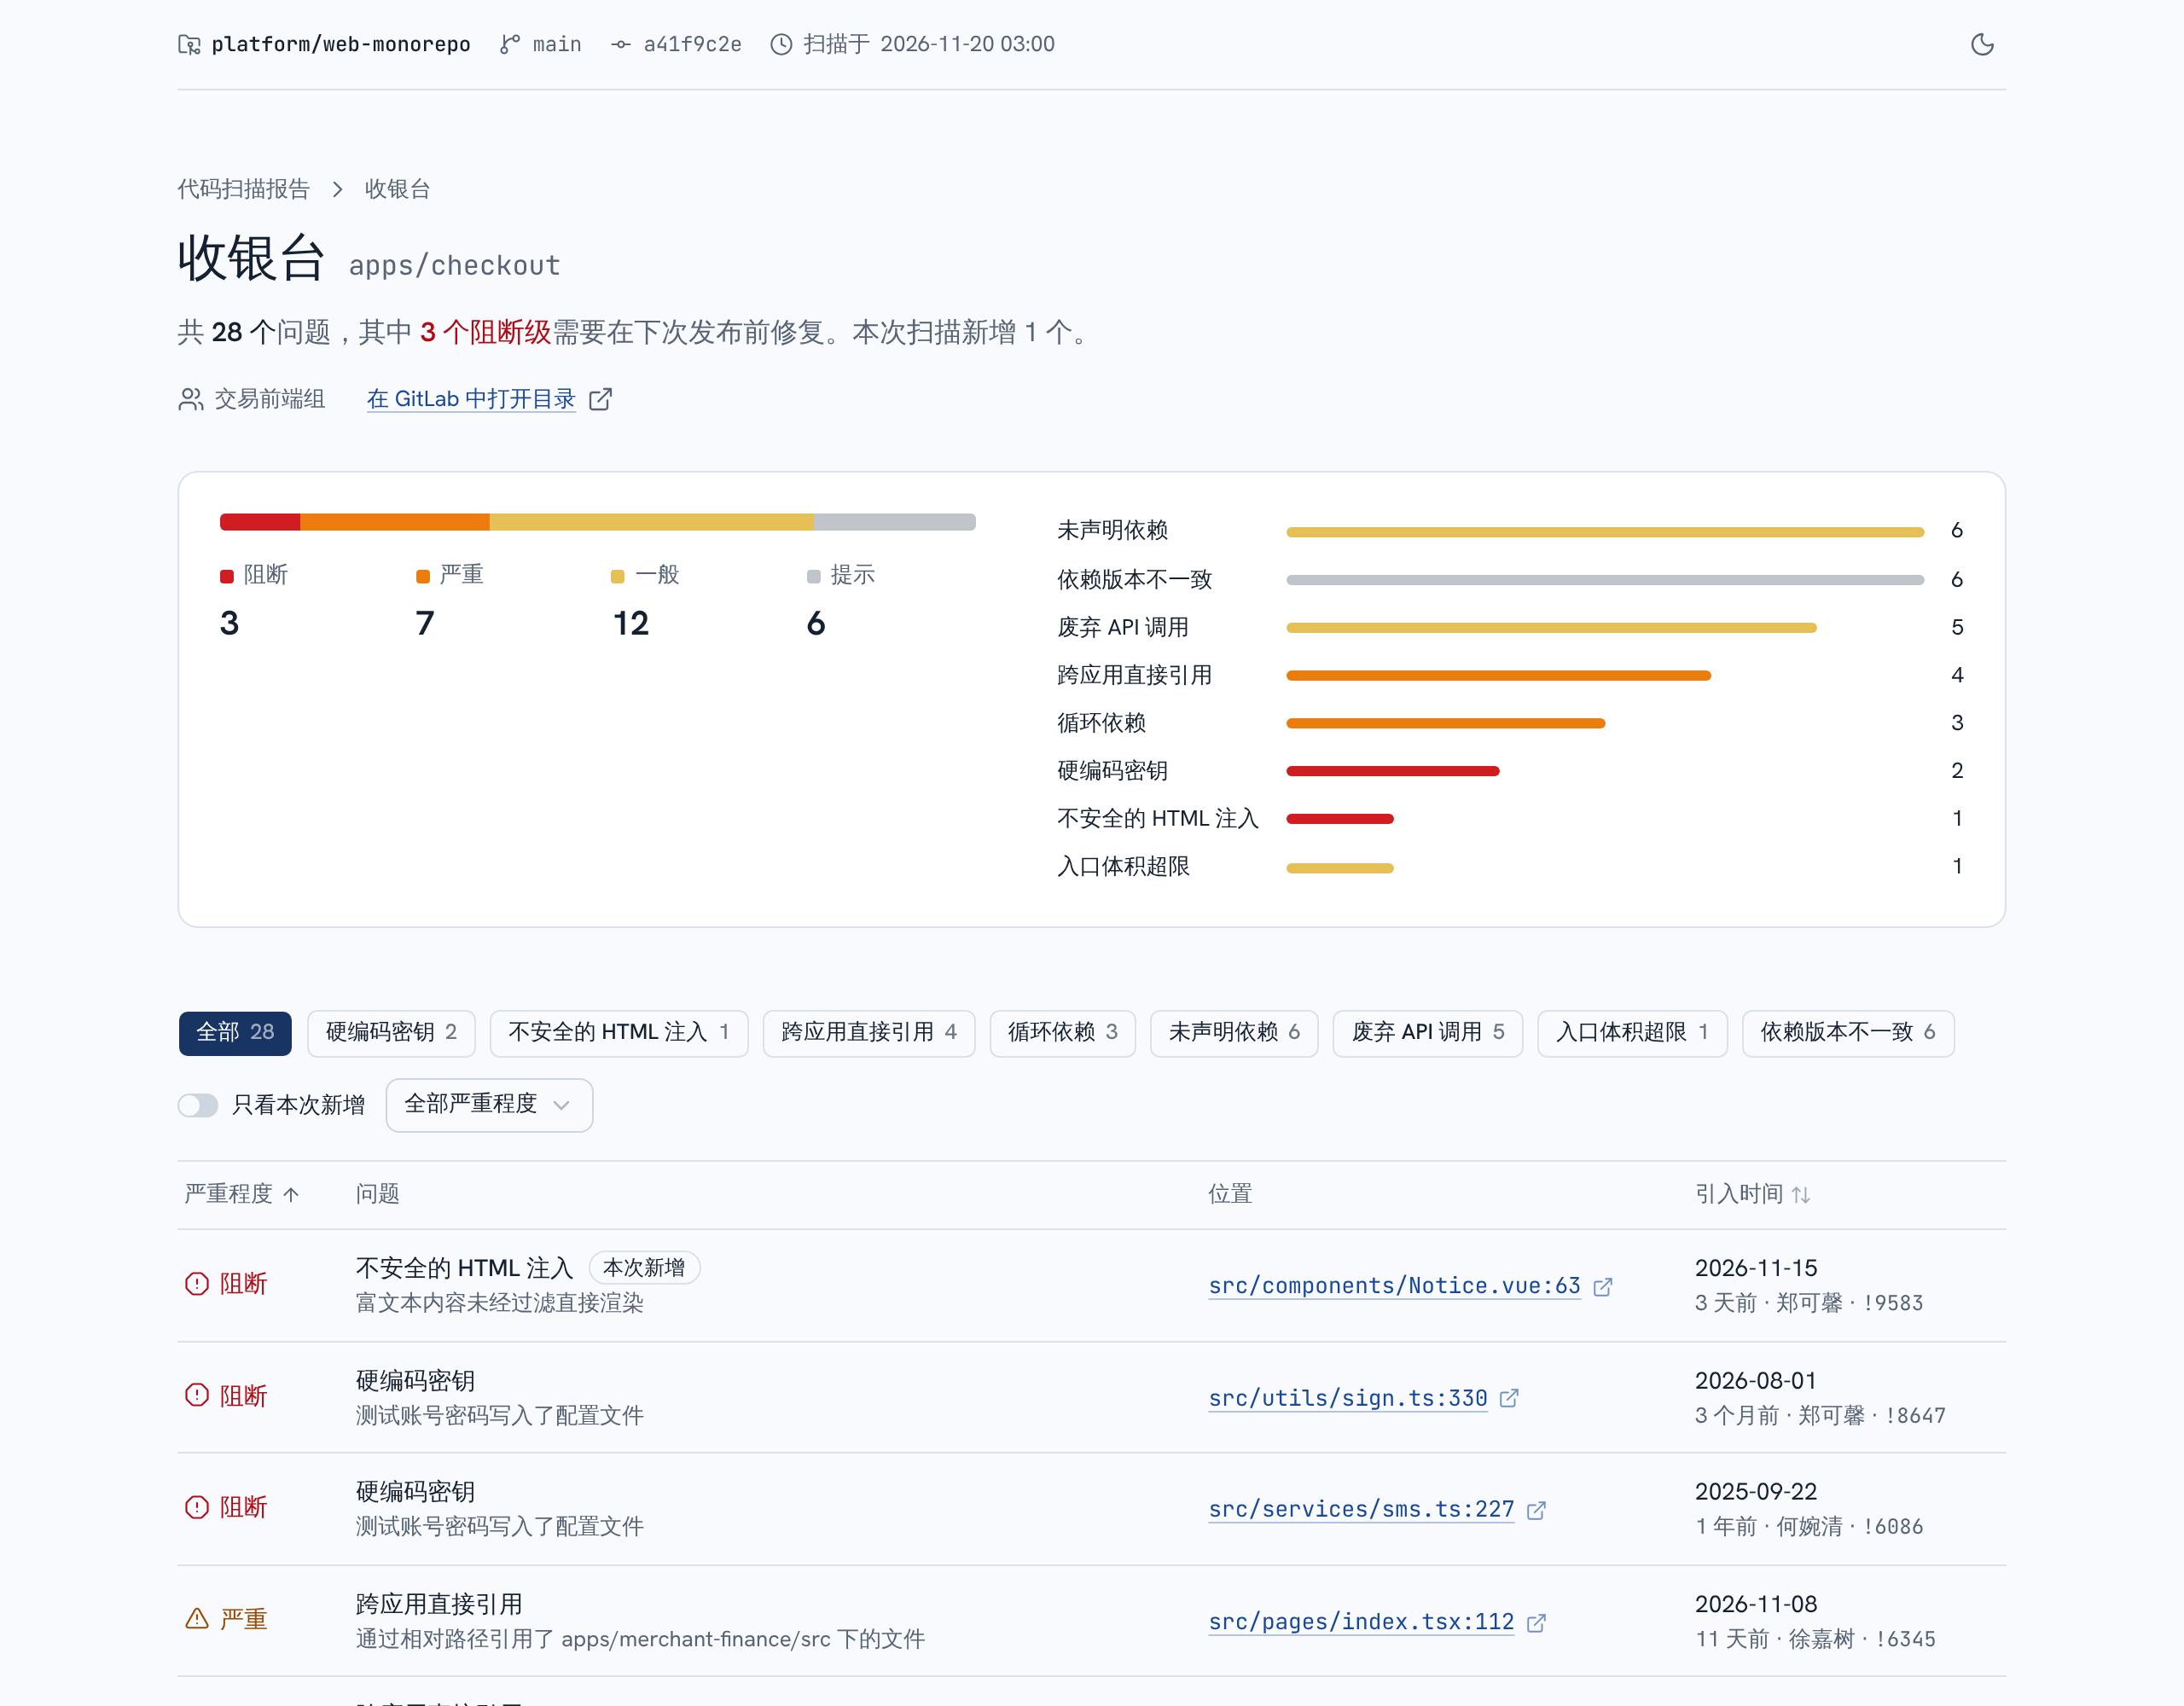 platform/web-monorepo main a41f9c2e 扫描于 2026-11-20 03:00
代码扫描报告 > 收银台
收银台 apps/checkout
共 28 个问题，其中 3 个阻断级需要在下次发布前修复。本次扫描新增 1 个。
交易前端组 在 GitLab 中打开目录
阻断 严重 一般 提示
3 7 12 6
未声明依赖 6
依赖版本不一致 6
废弃 API 调用 5
跨应用直接引用 4
循环依赖 3
硬编码密钥 2
不安全的 HTML 注入 1
入口体积超限 1
全部 28 硬编码密钥 2 不安全的 HTML 注入 1 跨应用直接引用 4 循环依赖 3 未声明依赖 6 废弃 API 调用 5 入口体积超限 1 依赖版本不一致 6
只看本次新增 全部严重程度
严重程度 问题 位置 引入时间
阻断 不安全的 HTML 注入 本次新增 src/components/Notice.vue:63 2026-11-15
富文本内容未经过滤直接渲染 3 天前 · 郑可馨 · !9583
阻断 硬编码密钥 src/utils/sign.ts:330 2026-08-01
测试账号密码写入了配置文件 3 个月前 · 郑可馨 · !8647
阻断 硬编码密钥 src/services/sms.ts:227 2025-09-22
测试账号密码写入了配置文件 1 年前 · 何婉清 · !6086
严重 跨应用直接引用 src/pages/index.tsx:112 2026-11-08
通过相对路径引用了 apps/merchant-finance/src 下的文件 11 天前 · 徐嘉树 · !6345